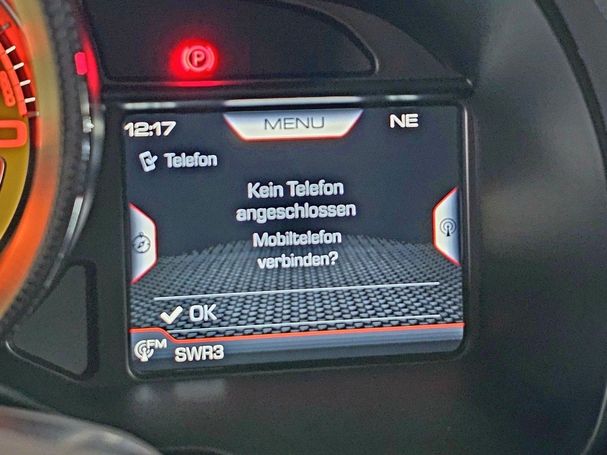 P
12:17 MENU NE
Telefon
Kein Telefon
angeschlossen
Mobiltelefon
verbinden?
OK
FM
SWR3